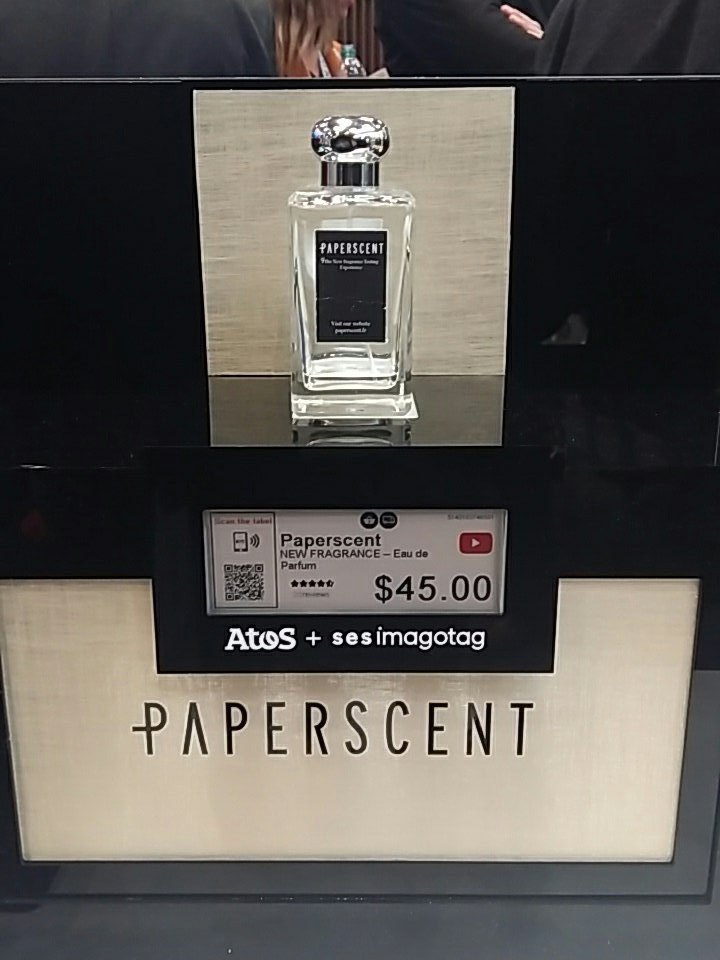 PAPERSCENT
The New fragrance Testing
Experience
Visit our website
paperscent.fr
Scan the label
Paperscent
NEW FRAGRANCE – Eau de
Parfum
$45.00
Atos + sesimagotag
PAPERSCENT